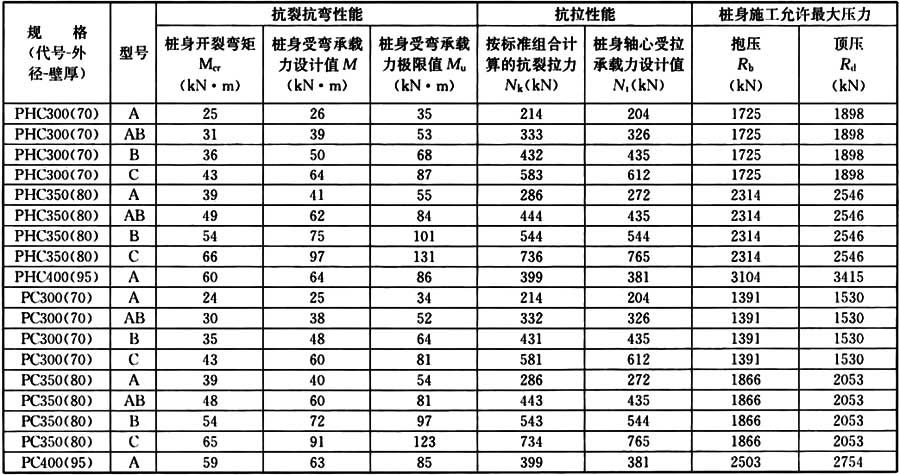 规 格
(代号-外
径-壁厚)
型号
抗裂抗弯性能
抗拉性能
桩身施工允许最大压力
桩身开裂弯矩
Mcr
(kN·m)
桩身受弯承载
力设计值 M
(kN·m)
桩身受弯承载
力极限值 Mu
(kN·m)
按标准组合计
算的抗裂拉力
Nk(kN)
桩身轴心受拉
承载力设计值
Nl(kN)
抱压
Rb
(kN)
顶压
Rd
(kN)
PHC300(70) A 25 26 35 214 204 1725 1898
PHC300(70) AB 31 39 53 333 326 1725 1898
PHC300(70) B 36 50 68 432 435 1725 1898
PHC300(70) C 43 64 87 583 612 1725 1898
PHC350(80) A 39 41 55 286 272 2314 2546
PHC350(80) AB 49 62 84 444 435 2314 2546
PHC350(80) B 54 75 101 544 544 2314 2546
PHC350(80) C 66 97 131 736 765 2314 2546
PHC400(95) A 60 64 86 399 381 3104 3415
PC300(70) A 24 25 34 214 204 1391 1530
PC300(70) AB 30 38 52 332 326 1391 1530
PC300(70) B 35 48 64 431 435 1391 1530
PC300(70) C 43 60 81 581 612 1391 1530
PC350(80) A 39 40 54 286 272 1866 2053
PC350(80) AB 48 60 81 443 435 1866 2053
PC350(80) B 54 72 97 543 544 1866 2053
PC350(80) C 65 91 123 734 765 1866 2053
PC400(95) A 59 63 85 399 381 2503 2754